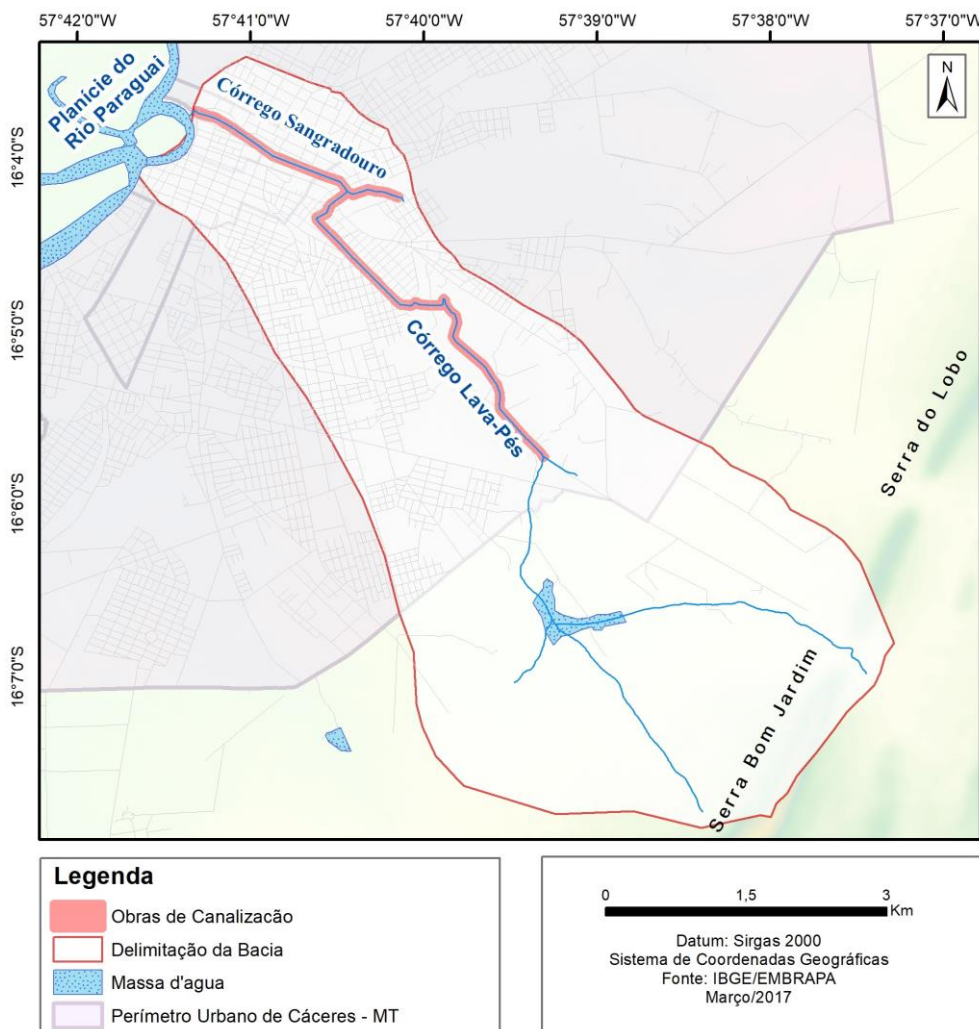 57°42'0"W
57°41'0"W
57°40'0"W
57°39'0"W
57°38'0"W
57°37'0"W
N
Planície do
Rio Paraguai
Córrego Sangradouro
16°4'0"S
16°5'0"S
Córrego Lava-Pés
Serra do Lobo
16°6'0"S
16°7'0"S
Serra Bom Jardim
Legenda
Obras de Canalizacão
Delimitação da Bacia
Massa d'agua
Perímetro Urbano de Cáceres - MT
0 1,5 3
Km
Datum: Sirgas 2000
Sistema de Coordenadas Geográficas
Fonte: IBGE/EMBRAPA
Março/2017